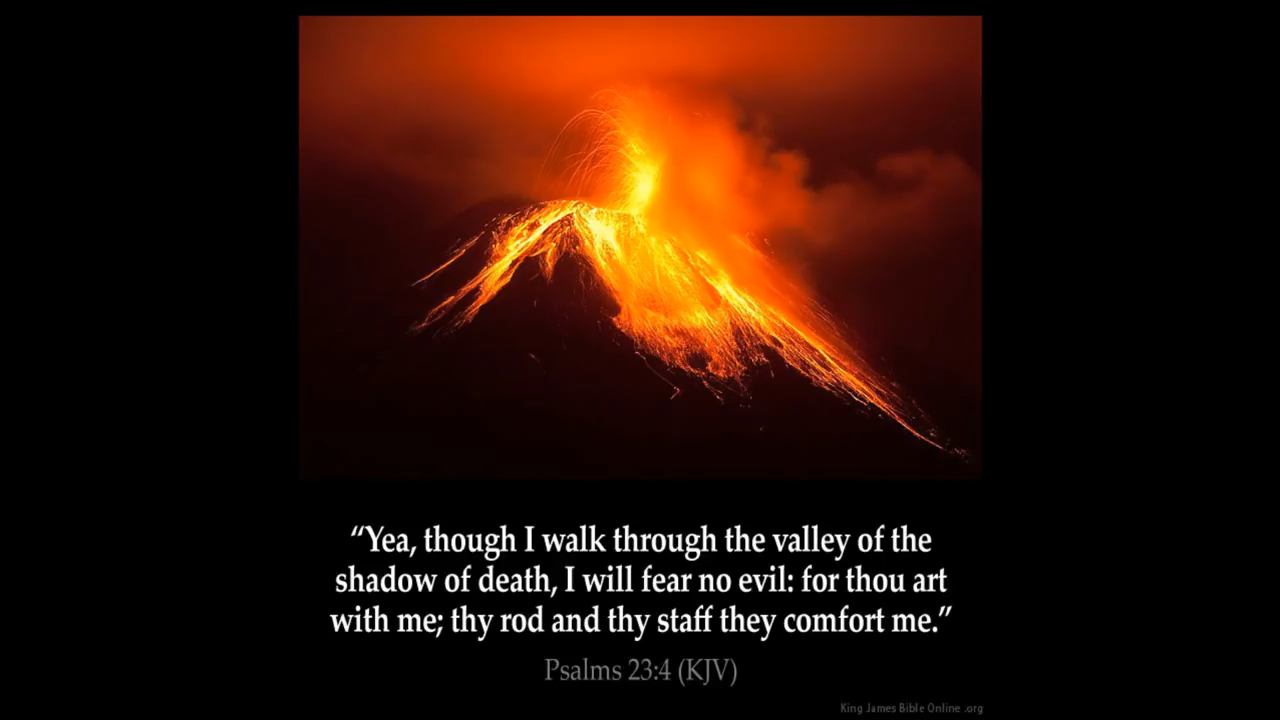 “Yea, though I walk through the valley of the
shadow of death, I will fear no evil: for thou art
with me; thy rod and thy staff they comfort me.”
Psalms 23:4 (KJV)
King James Bible Online .org